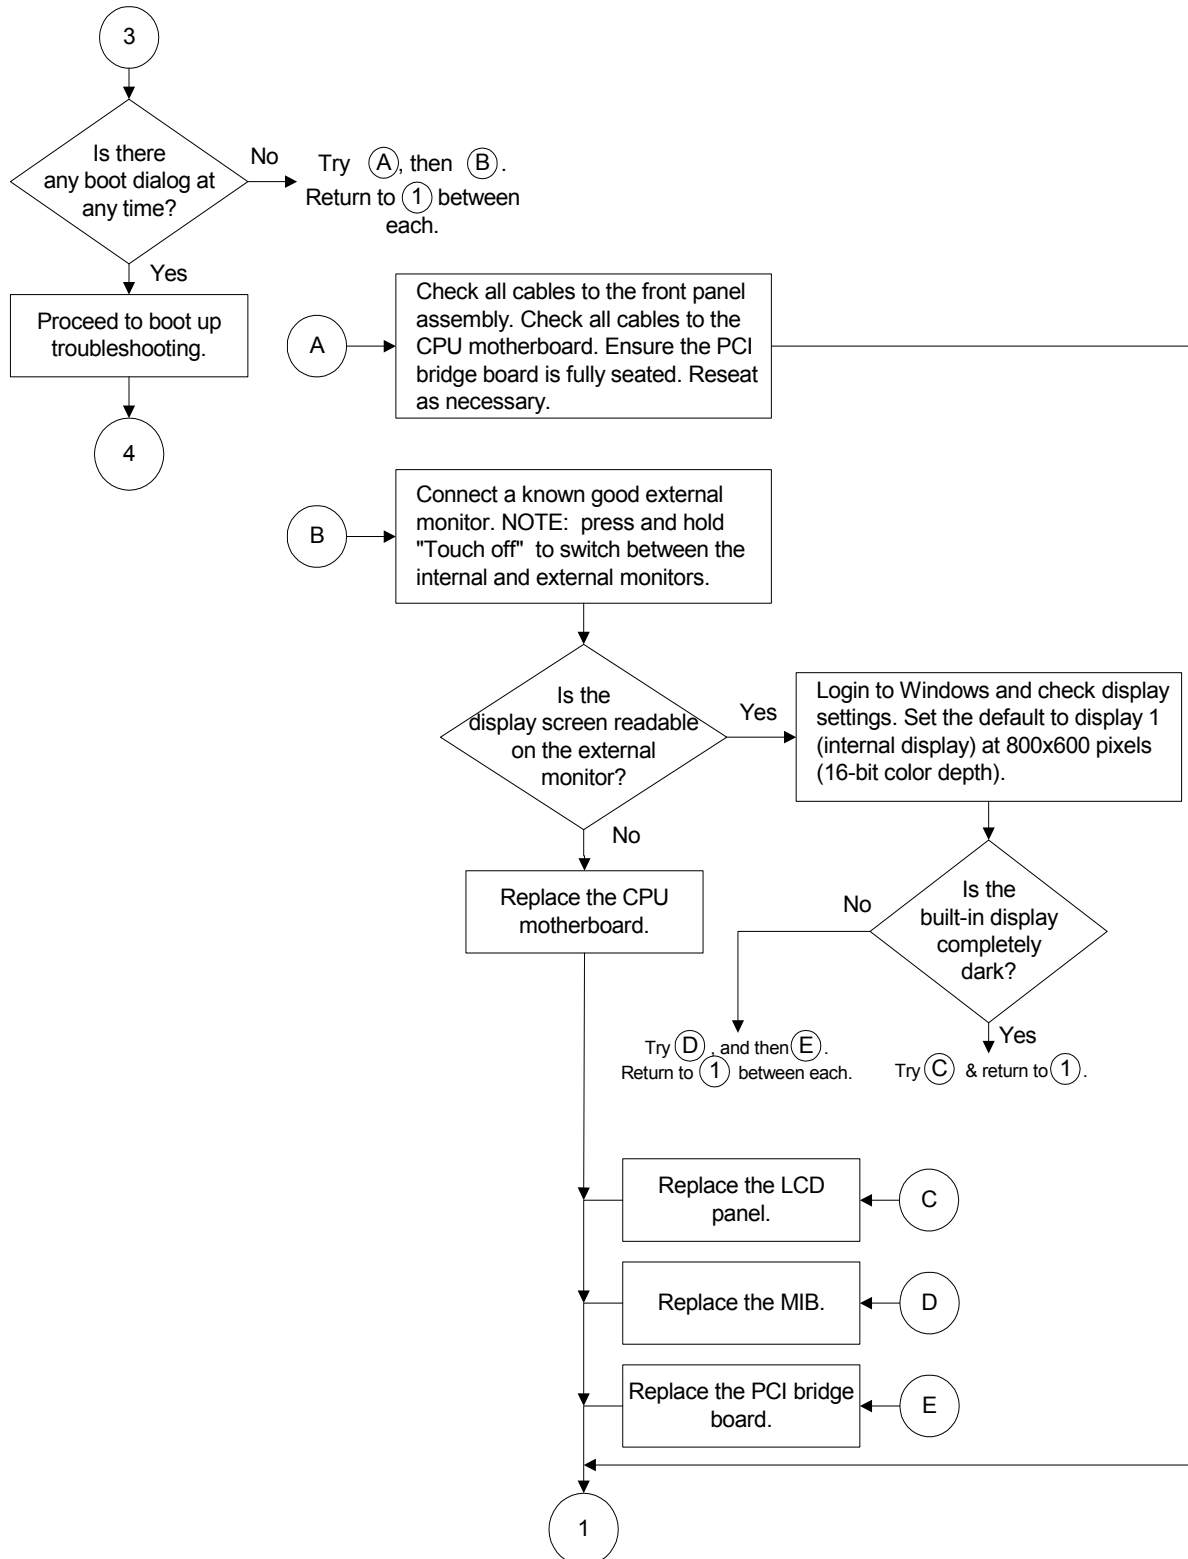 3
Is there
any boot dialog at
any time?
No
Try (A), then (B).
Return to (1) between
each.
Yes
Proceed to boot up
troubleshooting.
4
A
Check all cables to the front panel
assembly. Check all cables to the
CPU motherboard. Ensure the PCI
bridge board is fully seated. Reseat
as necessary.
B
Connect a known good external
monitor. NOTE:  press and hold
"Touch off"  to switch between the
internal and external monitors.
Is the
display screen readable
on the external
monitor?
Yes
Login to Windows and check display
settings. Set the default to display 1
(internal display) at 800x600 pixels
(16-bit color depth).
No
Replace the CPU
motherboard.
Is the
built-in display
completely
dark?
No
Try (D), and then (E).
Return to (1) between each.
Yes
Try (C) & return to (1).
Replace the LCD
panel.
C
Replace the MIB.
D
Replace the PCI bridge
board.
E
1